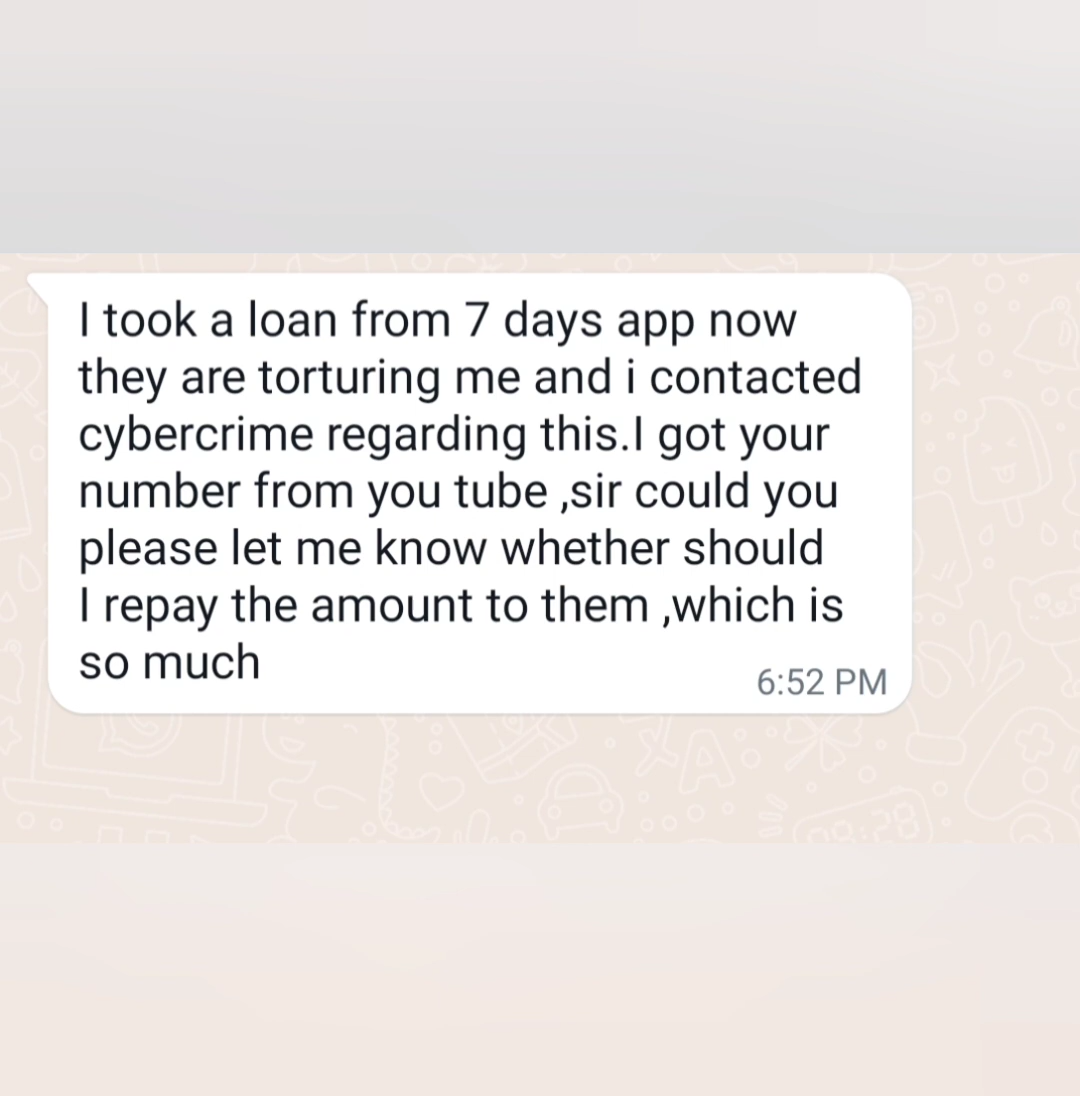 I took a loan from 7 days app now
they are torturing me and i contacted
cybercrime regarding this.I got your
number from you tube ,sir could you
please let me know whether should
I repay the amount to them ,which is
so much
6:52 PM